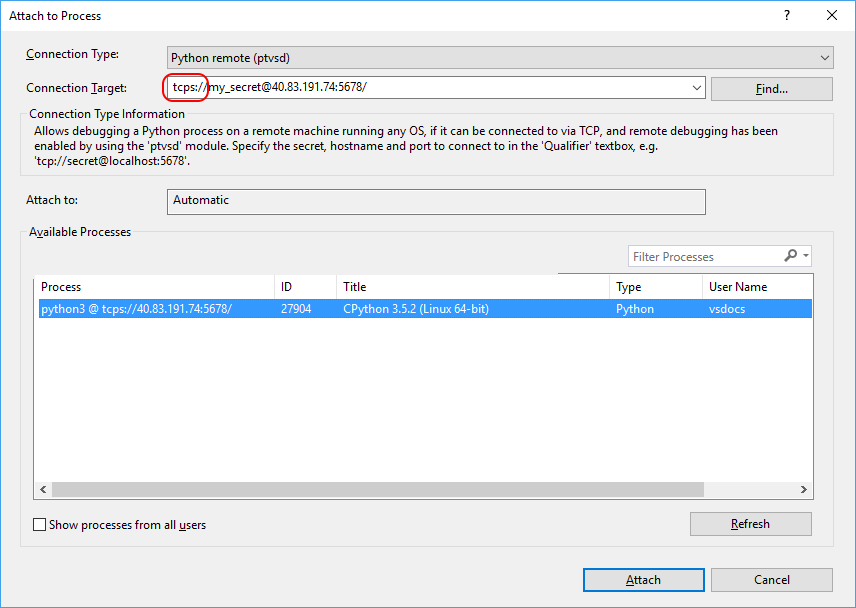 Attach to Process
?
Connection Type:
Python remote (ptvsd)
Connection Target:
tcps://my_secret@40.83.191.74:5678/
Find...
Connection Type Information
Allows debugging a Python process on a remote machine running any OS, if it can be connected to via TCP, and remote debugging has been
enabled by using the 'ptvsd' module. Specify the secret, hostname and port to connect to in the 'Qualifier' textbox, e.g.
'tcp://secret@localhost:5678'.
Attach to:
Automatic
Available Processes
Filter Processes
Process ID Title Type User Name
python3 @ tcps://40.83.191.74:5678/ 27904 CPython 3.5.2 (Linux 64-bit) Python vsdocs
Show processes from all users
Refresh
Attach
Cancel